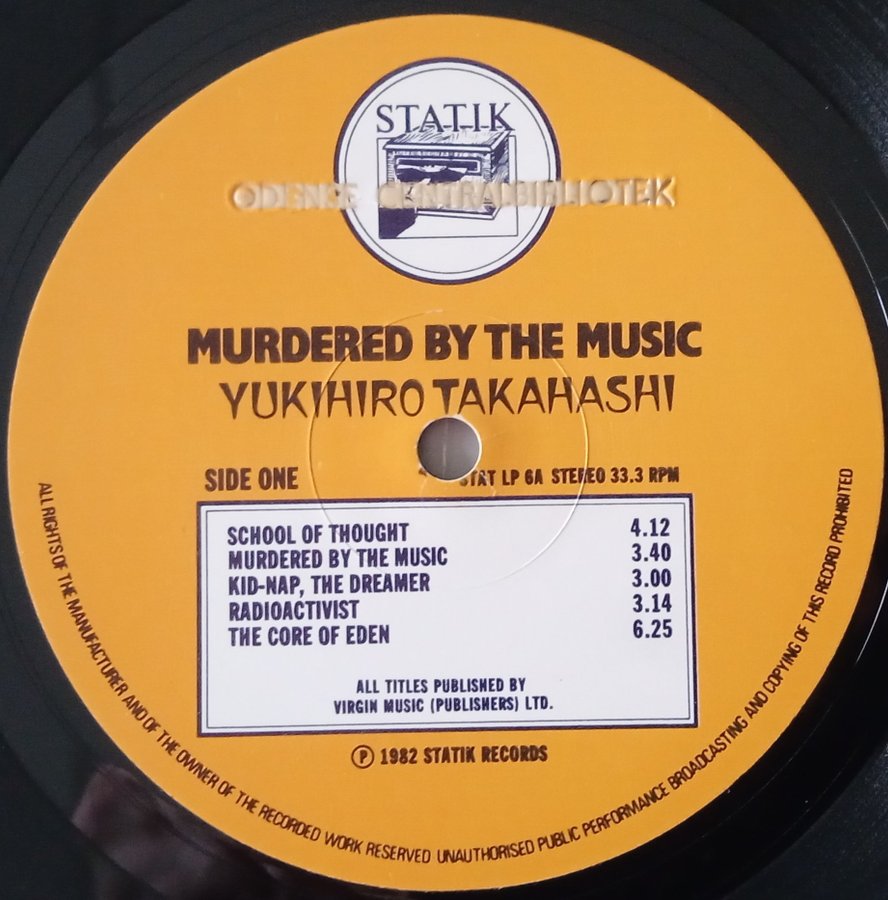 STATIK
ODENSE CENTRALBIBLIOTEK
MURDERED BY THE MUSIC
YUKIHIRO TAKAHASHI
SIDE ONE
STAT LP 6A STEREO 33.3 RPM
SCHOOL OF THOUGHT 4.12
MURDERED BY THE MUSIC 3.40
KID-NAP, THE DREAMER 3.00
RADIOACTIVIST 3.14
THE CORE OF EDEN 6.25
ALL TITLES PUBLISHED BY
VIRGIN MUSIC (PUBLISHERS) LTD.
Ⓟ 1982 STATIK RECORDS
ALL RIGHTS OF THE MANUFACTURER AND OF THE OWNER OF THE RECORDED WORK RESERVED UNAUTHORISED PUBLIC PERFORMANCE BROADCASTING AND COPYING OF THIS RECORD PROHIBITED